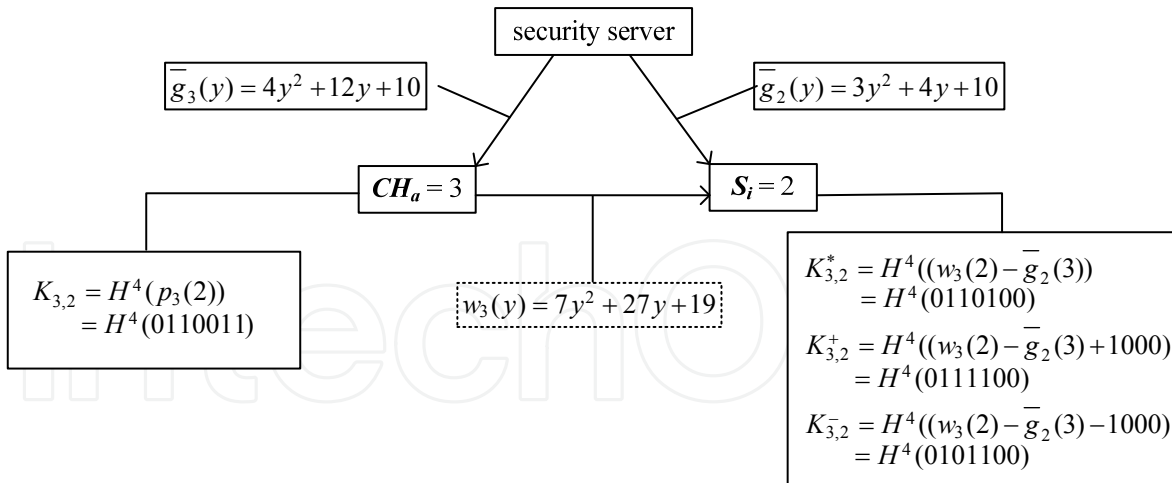 security server
g̅₃(y) = 4y² + 12y + 10
g̅₂(y) = 3y² + 4y + 10
CHₐ = 3
Sᵢ = 2
K₃,₂ = H⁴(p₃(2))
= H⁴(0110011)
w₃(y) = 7y² + 27y + 19
K*₃,₂ = H⁴((w₃(2) − g̅₂(3))
= H⁴(0110100)
K⁺₃,₂ = H⁴((w₃(2) − g̅₂(3) + 1000)
= H⁴(0111100)
K⁻₃,₂ = H⁴((w₃(2) − g̅₂(3) − 1000)
= H⁴(0101100)